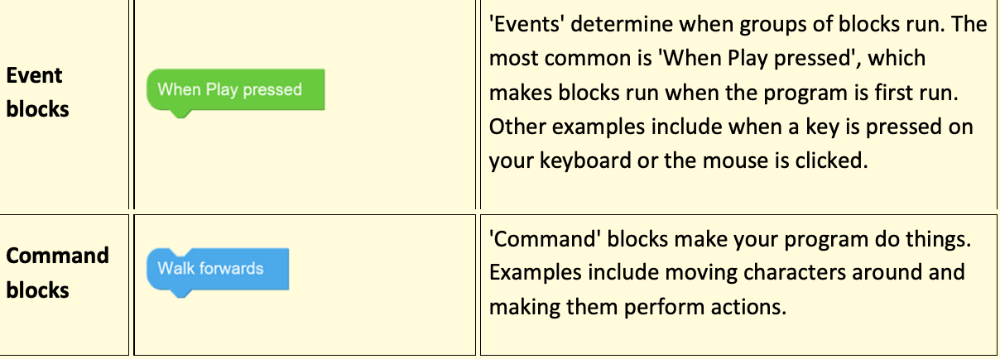 Event
blocks
When Play pressed
'Events' determine when groups of blocks run. The
most common is 'When Play pressed', which
makes blocks run when the program is first run.
Other examples include when a key is pressed on
your keyboard or the mouse is clicked.
Command
blocks
Walk forwards
'Command' blocks make your program do things.
Examples include moving characters around and
making them perform actions.